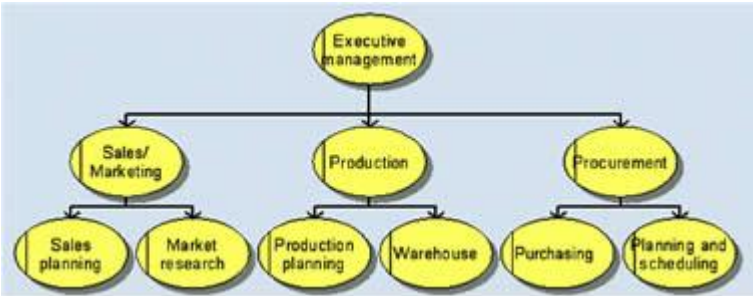 Executive
management
Sales/
Marketing
Production
Procurement
Sales
planning
Market
research
Production
planning
Warehouse
Purchasing
Planning and
scheduling